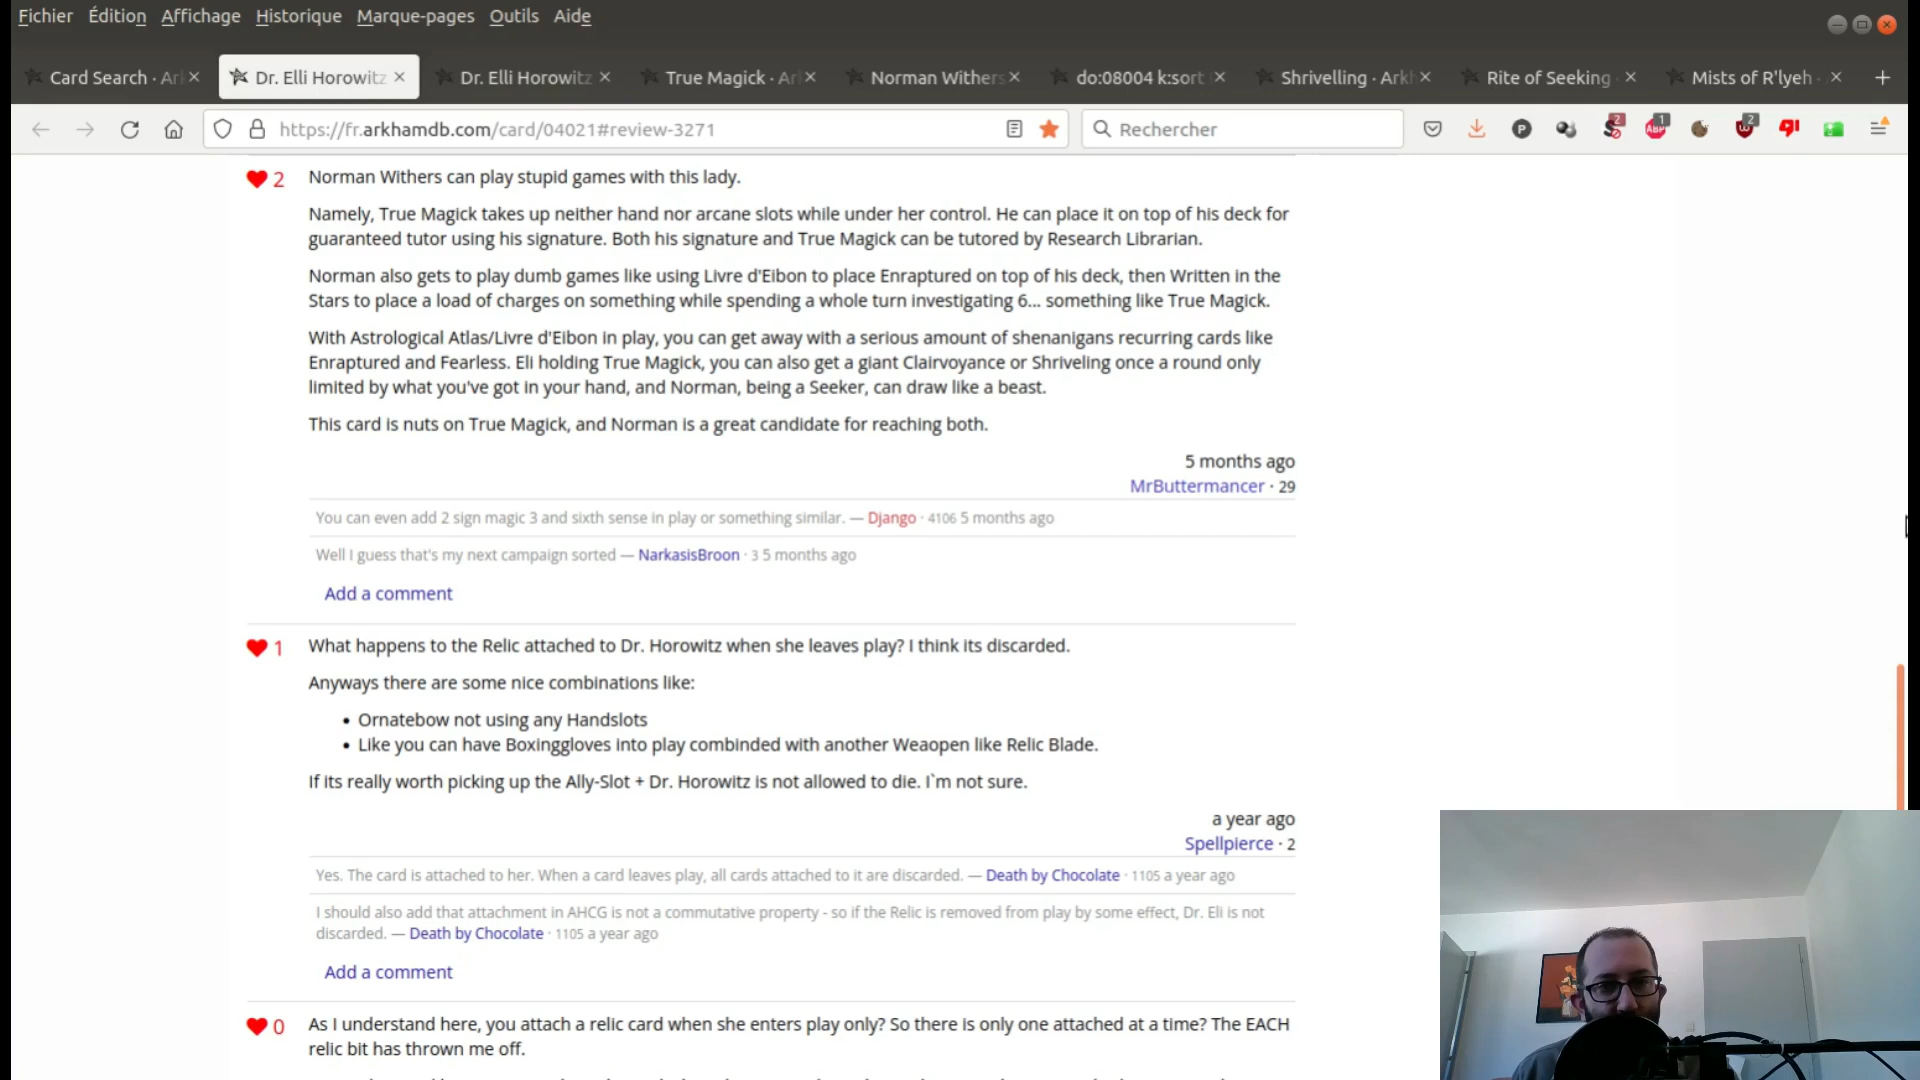 Fichier Édition Affichage Historique Marque-pages Outils Aide
Card Search · Ar
Dr. Elli Horowitz
Dr. Elli Horowitz
True Magick · Ar
Norman Withers
do:08004 k:sort
Shrivelling · Arkh
Rite of Seeking
Mists of R'lyeh ·
https://fr.arkhamdb.com/card/04021#review-3271
Rechercher
2
ABP 1
2
2 Norman Withers can play stupid games with this lady.
Namely, True Magick takes up neither hand nor arcane slots while under her control. He can place it on top of his deck for
guaranteed tutor using his signature. Both his signature and True Magick can be tutored by Research Librarian.
Norman also gets to play dumb games like using Livre d'Eibon to place Enraptured on top of his deck, then Written in the
Stars to place a load of charges on something while spending a whole turn investigating 6... something like True Magick.
With Astrological Atlas/Livre d'Eibon in play, you can get away with a serious amount of shenanigans recurring cards like
Enraptured and Fearless. Eli holding True Magick, you can also get a giant Clairvoyance or Shriveling once a round only
limited by what you've got in your hand, and Norman, being a Seeker, can draw like a beast.
This card is nuts on True Magick, and Norman is a great candidate for reaching both.
5 months ago
MrButtermancer · 29
You can even add 2 sign magic 3 and sixth sense in play or something similar. — Django · 4106 5 months ago
Well I guess that's my next campaign sorted — NarkasisBroon · 3 5 months ago
Add a comment
1 What happens to the Relic attached to Dr. Horowitz when she leaves play? I think its discarded.
Anyways there are some nice combinations like:
• Ornatebow not using any Handslots
• Like you can have Boxinggloves into play combinded with another Weaopen like Relic Blade.
If its really worth picking up the Ally-Slot + Dr. Horowitz is not allowed to die. I`m not sure.
a year ago
Spellpierce · 2
Yes. The card is attached to her. When a card leaves play, all cards attached to it are discarded. — Death by Chocolate · 1105 a year ago
I should also add that attachment in AHCG is not a commutative property - so if the Relic is removed from play by some effect, Dr. Eli is not
discarded. — Death by Chocolate · 1105 a year ago
Add a comment
0 As I understand here, you attach a relic card when she enters play only? So there is only one attached at a time? The EACH
relic bit has thrown me off.